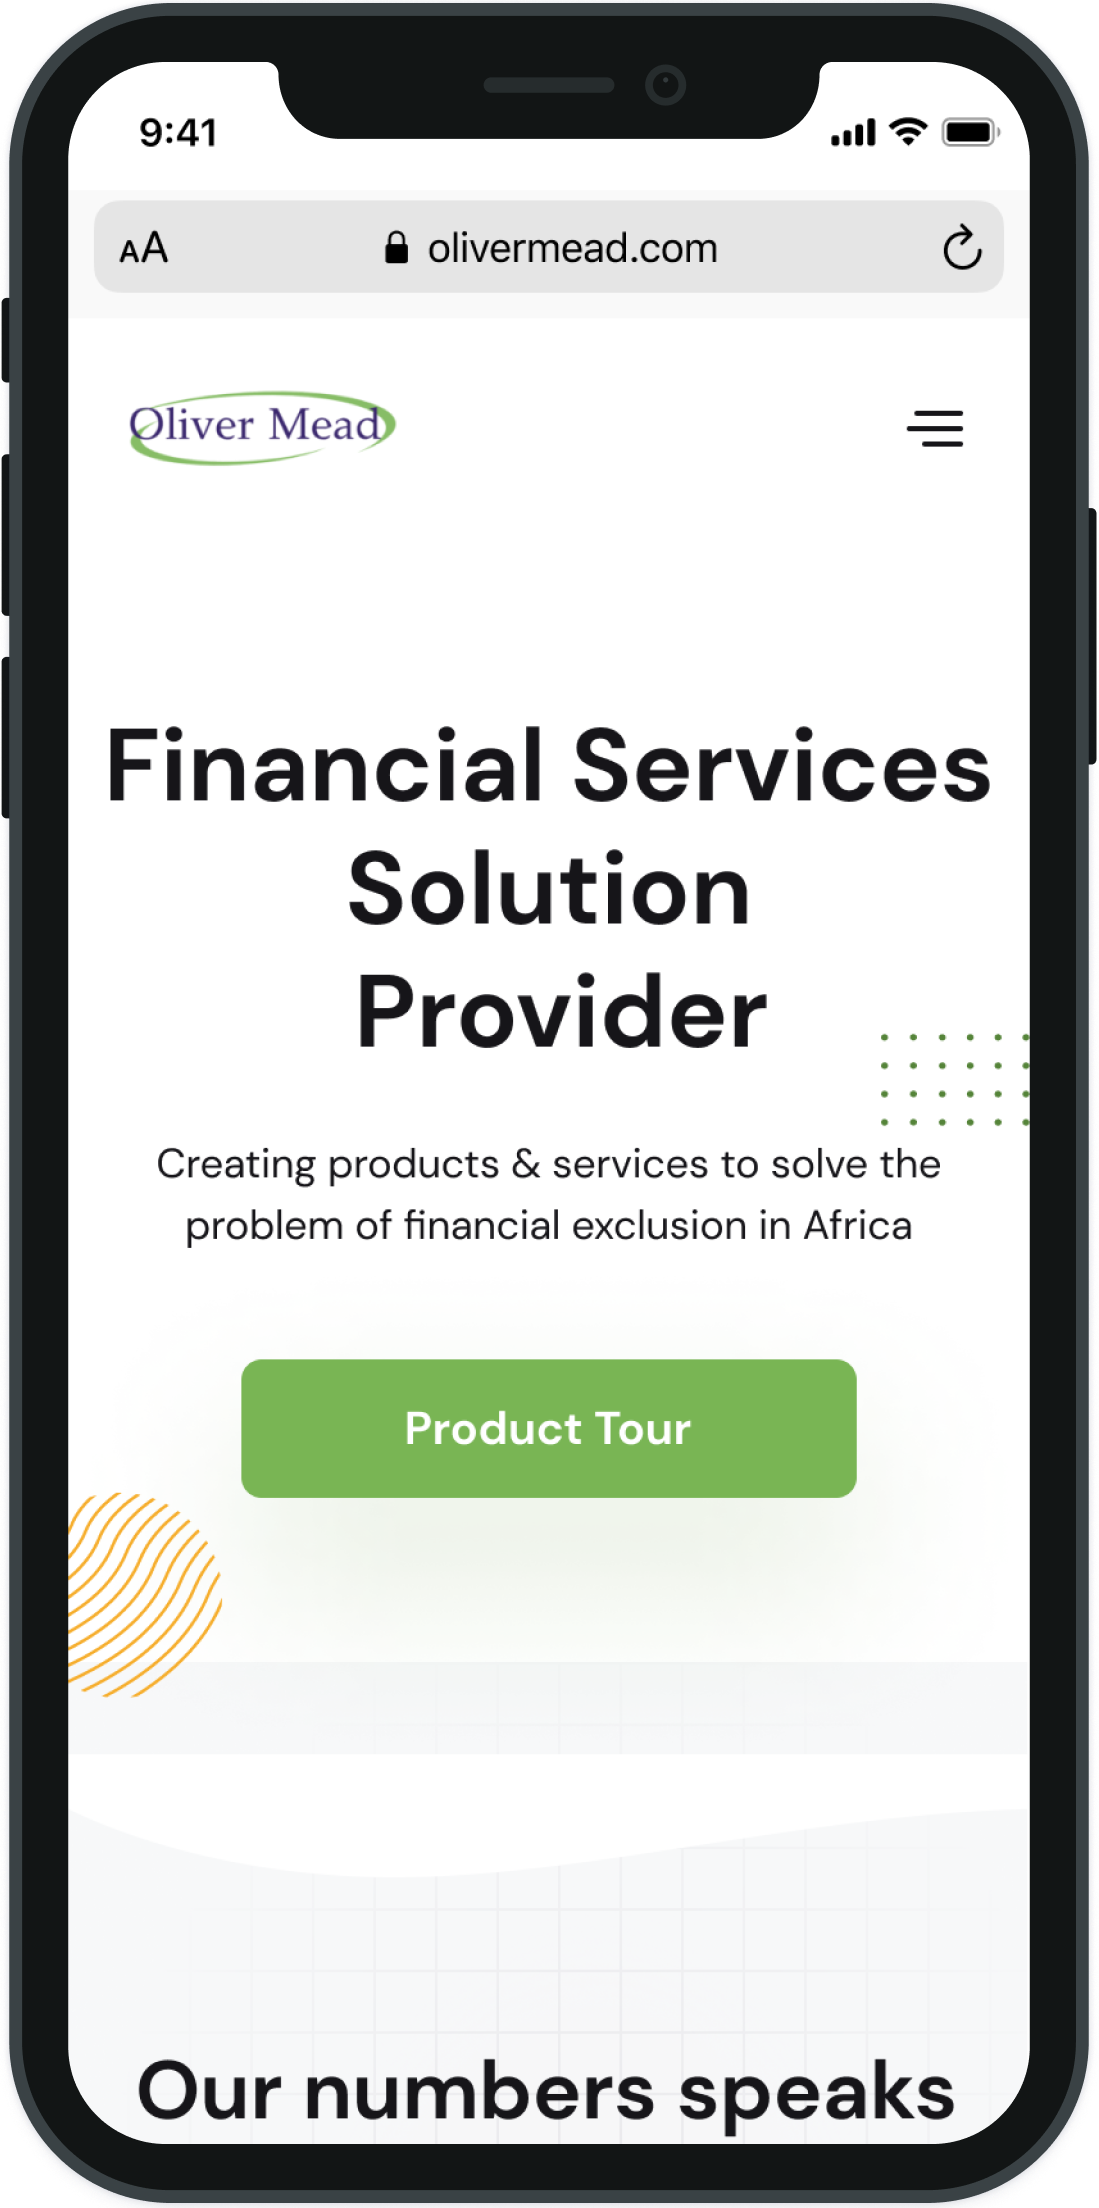 9:41
AA olivermead.com
Oliver Mead
Financial Services
Solution
Provider
Creating products & services to solve the
problem of financial exclusion in Africa
Product Tour
Our numbers speaks